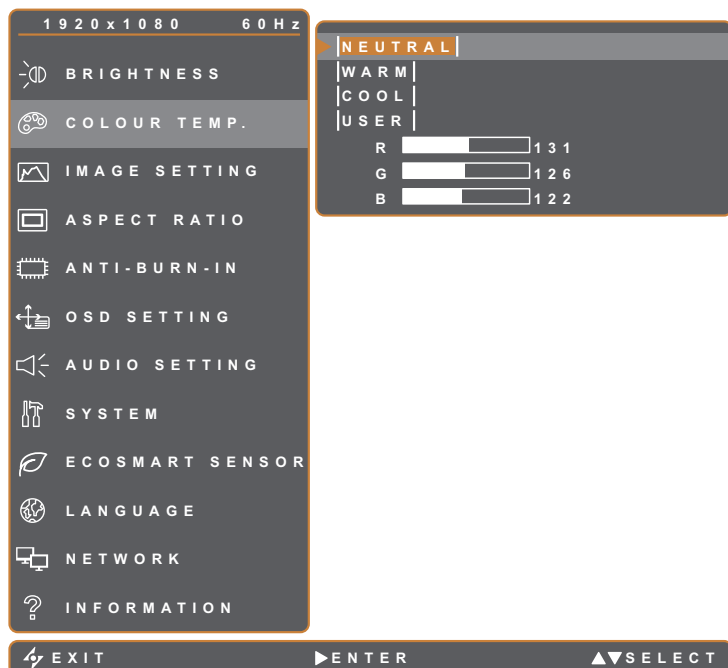 1920x1080 60Hz
BRIGHTNESS
COLOUR TEMP.
IMAGE SETTING
ASPECT RATIO
ANTI-BURN-IN
OSD SETTING
AUDIO SETTING
SYSTEM
ECOSMART SENSOR
LANGUAGE
NETWORK
INFORMATION
NEUTRAL
WARM
COOL
USER
R 131
G 126
B 122
EXIT ENTER SELECT